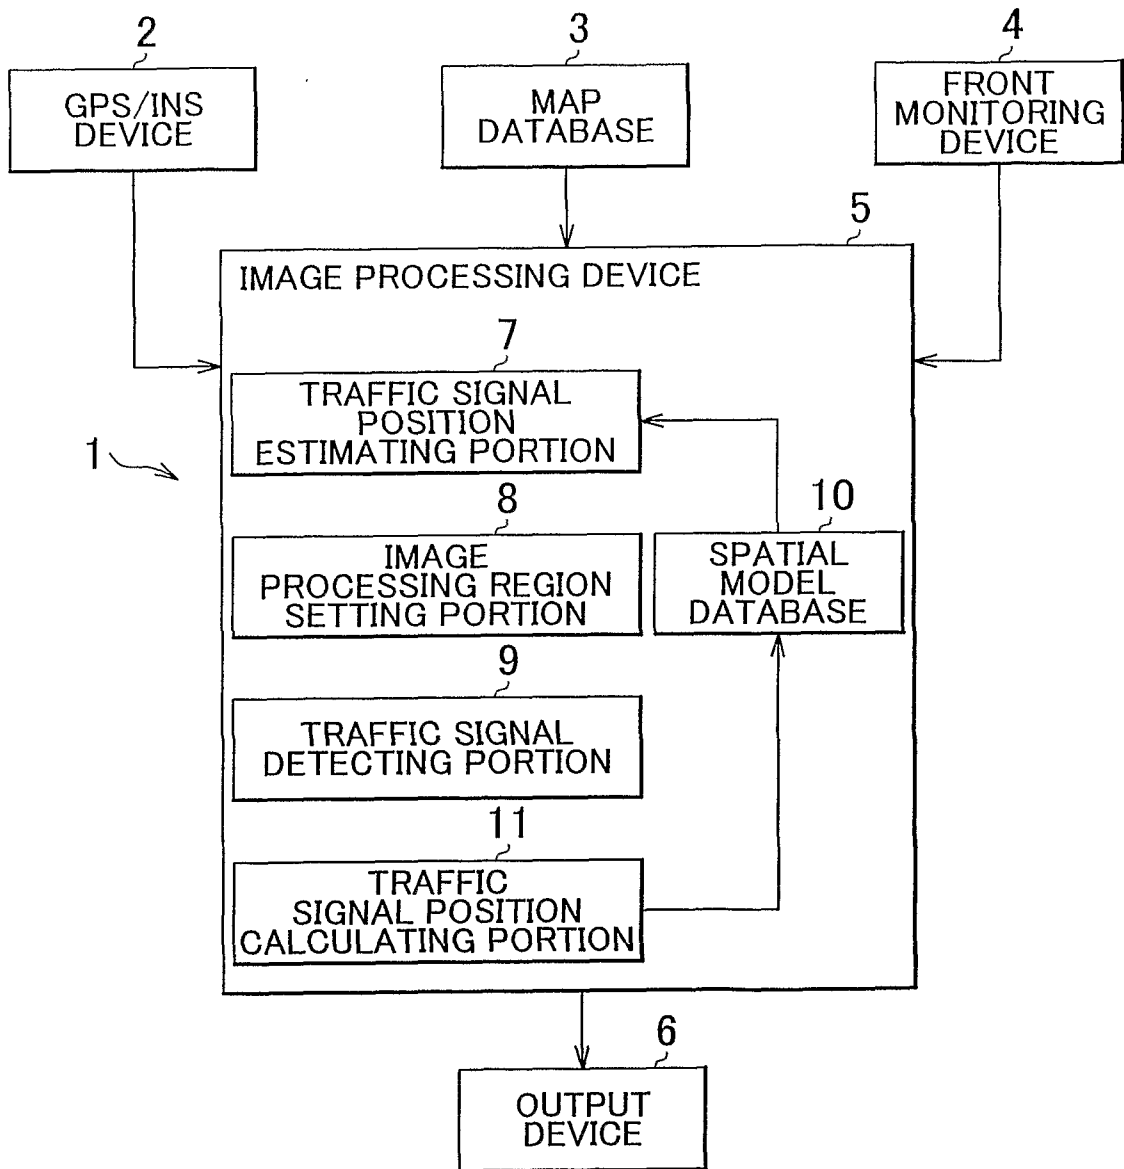 2
GPS/INS
DEVICE
3
MAP
DATABASE
4
FRONT
MONITORING
DEVICE
5
IMAGE PROCESSING DEVICE
7
TRAFFIC SIGNAL
POSITION
ESTIMATING PORTION
1
8
IMAGE
PROCESSING REGION
SETTING PORTION
10
SPATIAL
MODEL
DATABASE
9
TRAFFIC SIGNAL
DETECTING PORTION
11
TRAFFIC
SIGNAL POSITION
CALCULATING PORTION
6
OUTPUT
DEVICE